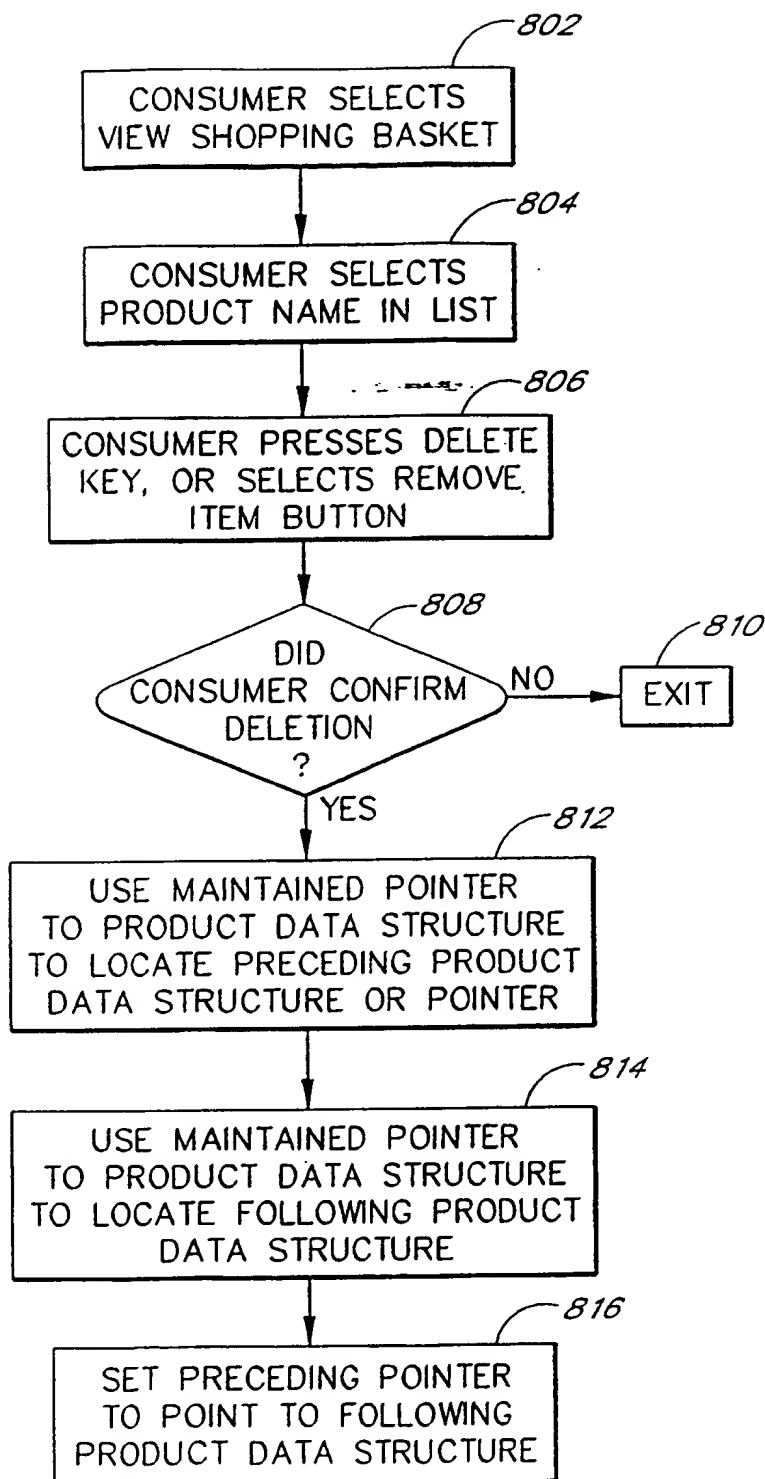 802
CONSUMER SELECTS
VIEW SHOPPING BASKET
804
CONSUMER SELECTS
PRODUCT NAME IN LIST
806
CONSUMER PRESSES DELETE
KEY, OR SELECTS REMOVE
ITEM BUTTON
808
DID
CONSUMER CONFIRM
DELETION
?
NO
810
EXIT
YES
812
USE MAINTAINED POINTER
TO PRODUCT DATA STRUCTURE
TO LOCATE PRECEDING PRODUCT
DATA STRUCTURE OR POINTER
814
USE MAINTAINED POINTER
TO PRODUCT DATA STRUCTURE
TO LOCATE FOLLOWING PRODUCT
DATA STRUCTURE
816
SET PRECEDING POINTER
TO POINT TO FOLLOWING
PRODUCT DATA STRUCTURE